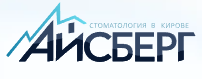 СТОМАТОЛОГИЯ В КИРОВЕ
АЙСБЕРГ